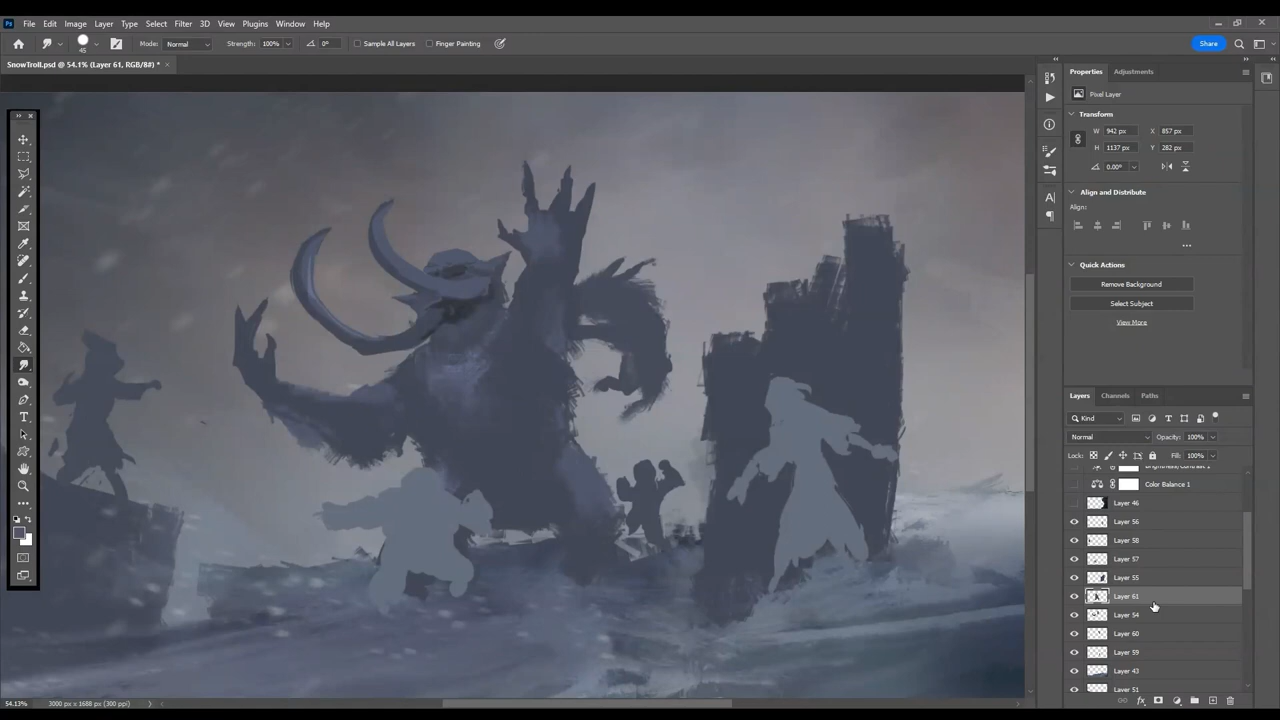 Ps File Edit Image Layer Type Select Filter 3D View Plugins Window Help
45 Mode: Normal Strength: 100% 0° Sample All Layers Finger Painting Share
SnowTroll.psd @ 54.1% (Layer 61, RGB/8#) * ×
Properties Adjustments
Pixel Layer
Transform
W 942 px X 857 px
H 1137 px Y 282 px
0.00°
Align and Distribute
Align:
Quick Actions
Remove Background
Select Subject
View More
Layers Channels Paths
Kind
Normal Opacity: 100%
Lock: Fill: 100%
Brightness/Contrast 1
Color Balance 1
Layer 46
Layer 56
Layer 58
Layer 57
Layer 55
Layer 61
Layer 54
Layer 60
Layer 59
Layer 43
Layer 51
54.13% 3000 px x 1688 px (300 ppi)